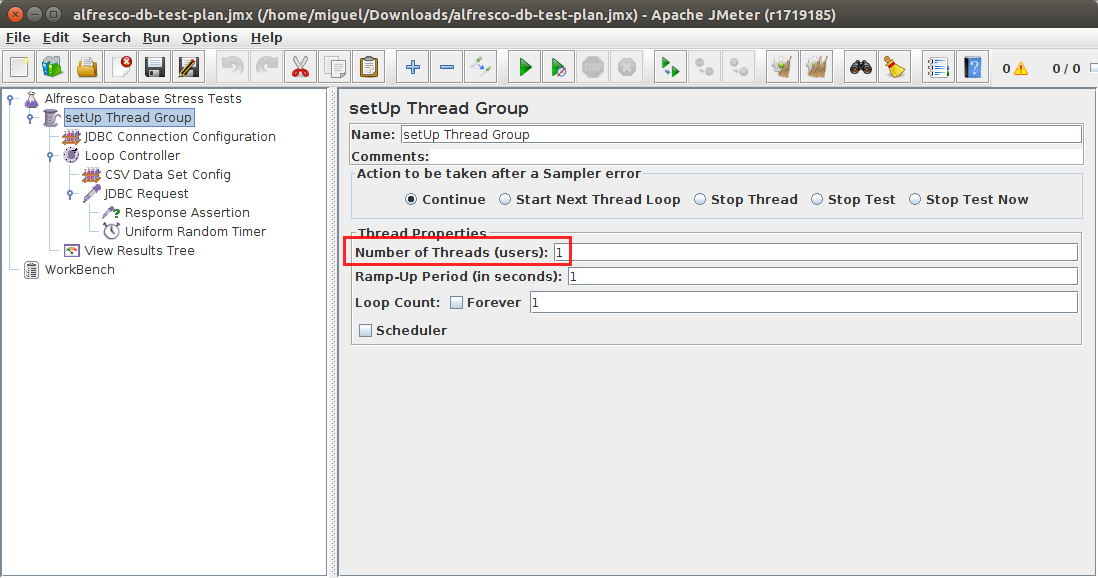 alfresco-db-test-plan.jmx (/home/miguel/Downloads/alfresco-db-test-plan.jmx) - Apache JMeter (r1719185)
File Edit Search Run Options Help
STOP
0 0 / 0
Alfresco Database Stress Tests
setUp Thread Group
JDBC Connection Configuration
Loop Controller
CSV Data Set Config
JDBC Request
Response Assertion
Uniform Random Timer
View Results Tree
WorkBench
setUp Thread Group
Name: setUp Thread Group
Comments:
Action to be taken after a Sampler error
Continue Start Next Thread Loop Stop Thread Stop Test Stop Test Now
Thread Properties
Number of Threads (users): 1
Ramp-Up Period (in seconds): 1
Loop Count: Forever 1
Scheduler